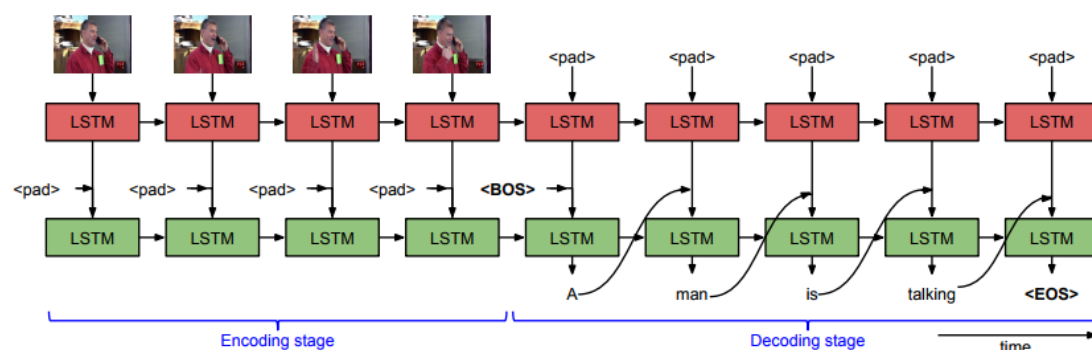 <pad> <pad> <pad> <pad> <pad>
LSTM LSTM LSTM LSTM LSTM LSTM LSTM LSTM LSTM
<pad> <pad> <pad> <pad> <BOS>
LSTM LSTM LSTM LSTM LSTM LSTM LSTM LSTM LSTM
A man is talking <EOS>
Encoding stage Decoding stage time